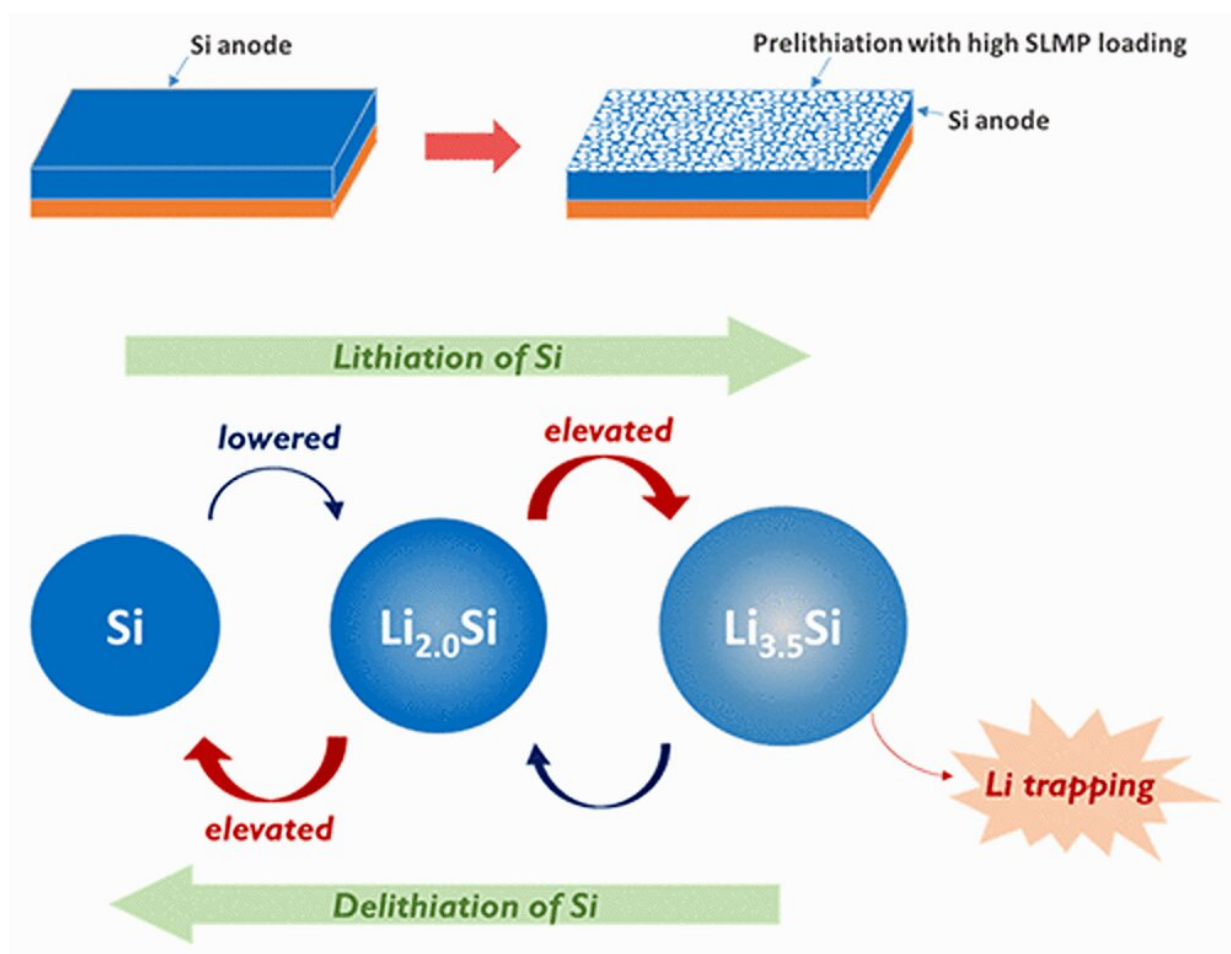 Si anode
Prelithiation with high SLMP loading
Si anode
Lithiation of Si
lowered
elevated
Si
Li2.0Si
Li3.5Si
Li trapping
elevated
Delithiation of Si